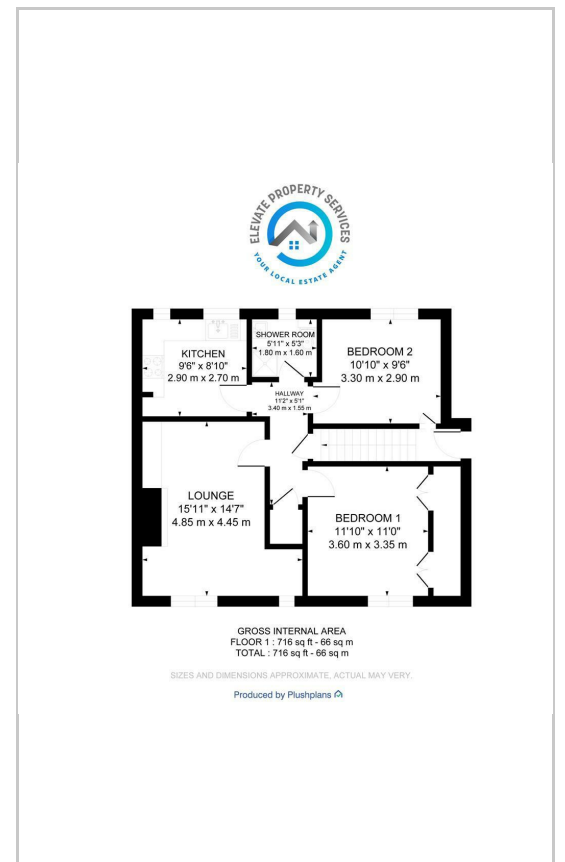 ELEVATE PROPERTY SERVICES
YOUR LOCAL ESTATE AGENT
SHOWER ROOM
5'11" x 5'3"
1.80 m x 1.60 m
KITCHEN
9'6" x 8'10"
2.90 m x 2.70 m
BEDROOM 2
10'10" x 9'6"
3.30 m x 2.90 m
HALLWAY
11'2" x 5'1"
3.40 m x 1.55 m
LOUNGE
15'11" x 14'7"
4.85 m x 4.45 m
BEDROOM 1
11'10" x 11'0"
3.60 m x 3.35 m
GROSS INTERNAL AREA
FLOOR 1 : 716 sq ft - 66 sq m
TOTAL : 716 sq ft - 66 sq m
SIZES AND DIMENSIONS APPROXIMATE, ACTUAL MAY VERY.
Produced by Plushplans